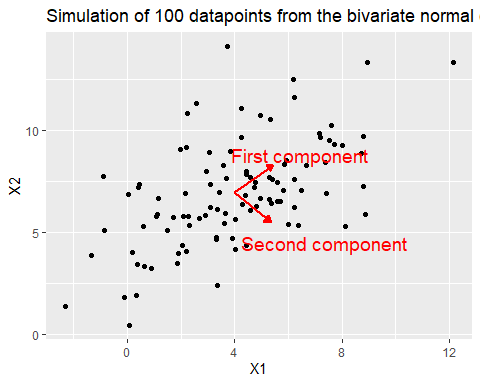 Simulation of 100 datapoints from the bivariate normal
X2
10
5
0
First component
Second component
0
4
8
12
X1